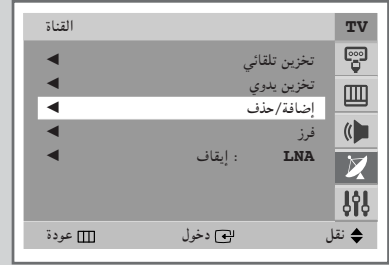 TV القناة
تخزين تلقائي
تخزين يدوي
إضافة/حذف
فرز
LNA : إيقاف
نقل دخول عودة